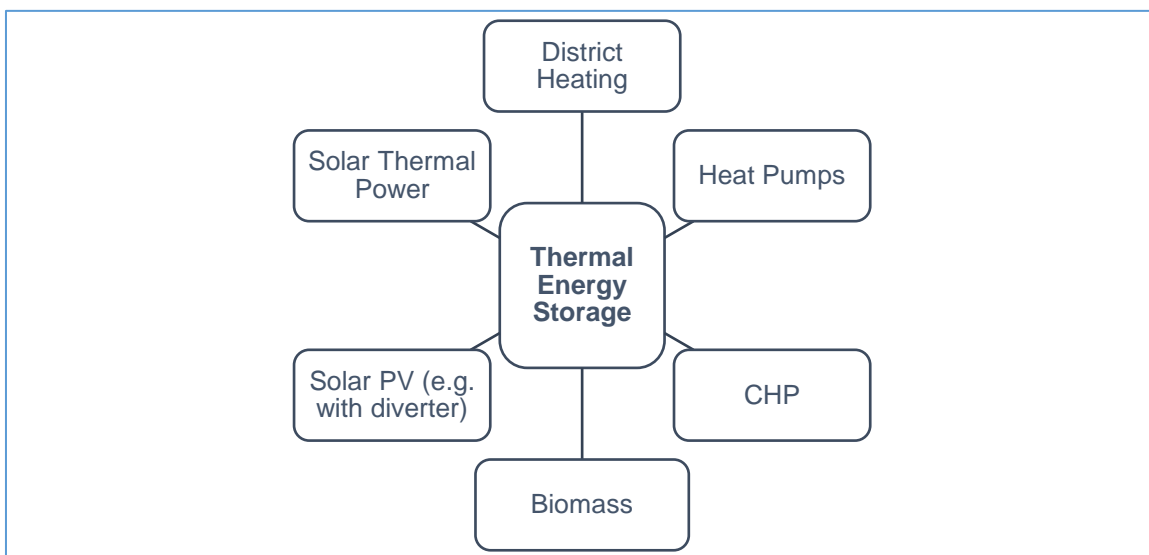 District
Heating
Solar Thermal
Power
Heat Pumps
Thermal
Energy
Storage
Solar PV (e.g.
with diverter)
CHP
Biomass